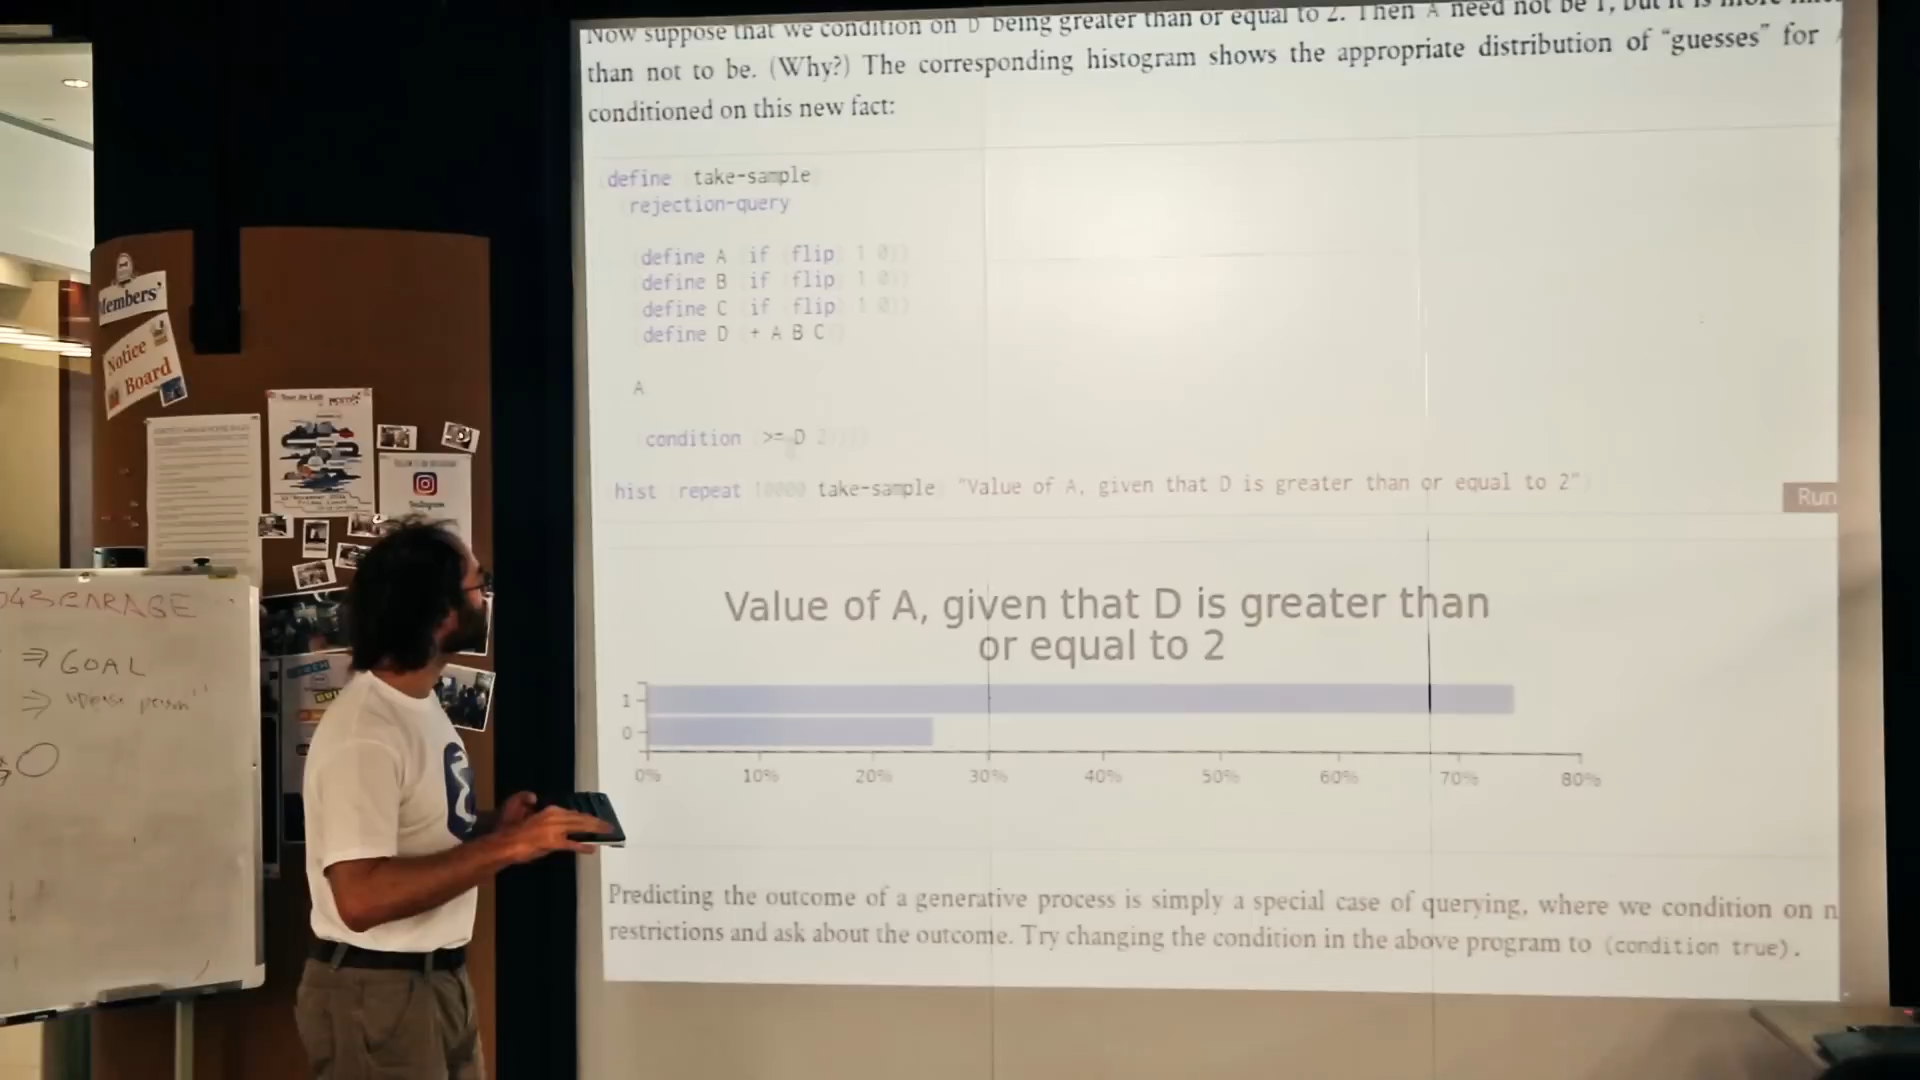 Now suppose that we condition on D being greater than or equal to 2. Then A need not be 1, but it is more
than not to be. (Why?) The corresponding histogram shows the appropriate distribution of “guesses” for
conditioned on this new fact:
(define take-sample
rejection-query
(define A (if (flip) 1 0))
(define B (if (flip) 1 0))
(define C (if (flip) 1 0))
(define D (+ A B C))
A
(condition (>= D 2))))
hist (repeat 10000 take-sample) "Value of A, given that D is greater than or equal to 2")
Run
Value of A, given that D is greater than
or equal to 2
1
0
0% 10% 20% 30% 40% 50% 60% 70% 80%
Predicting the outcome of a generative process is simply a special case of querying, where we condition on n
restrictions and ask about the outcome. Try changing the condition in the above program to (condition true).
Members'
Notice
Board
Instagram
GARAGE
⇒ GOAL
⇒